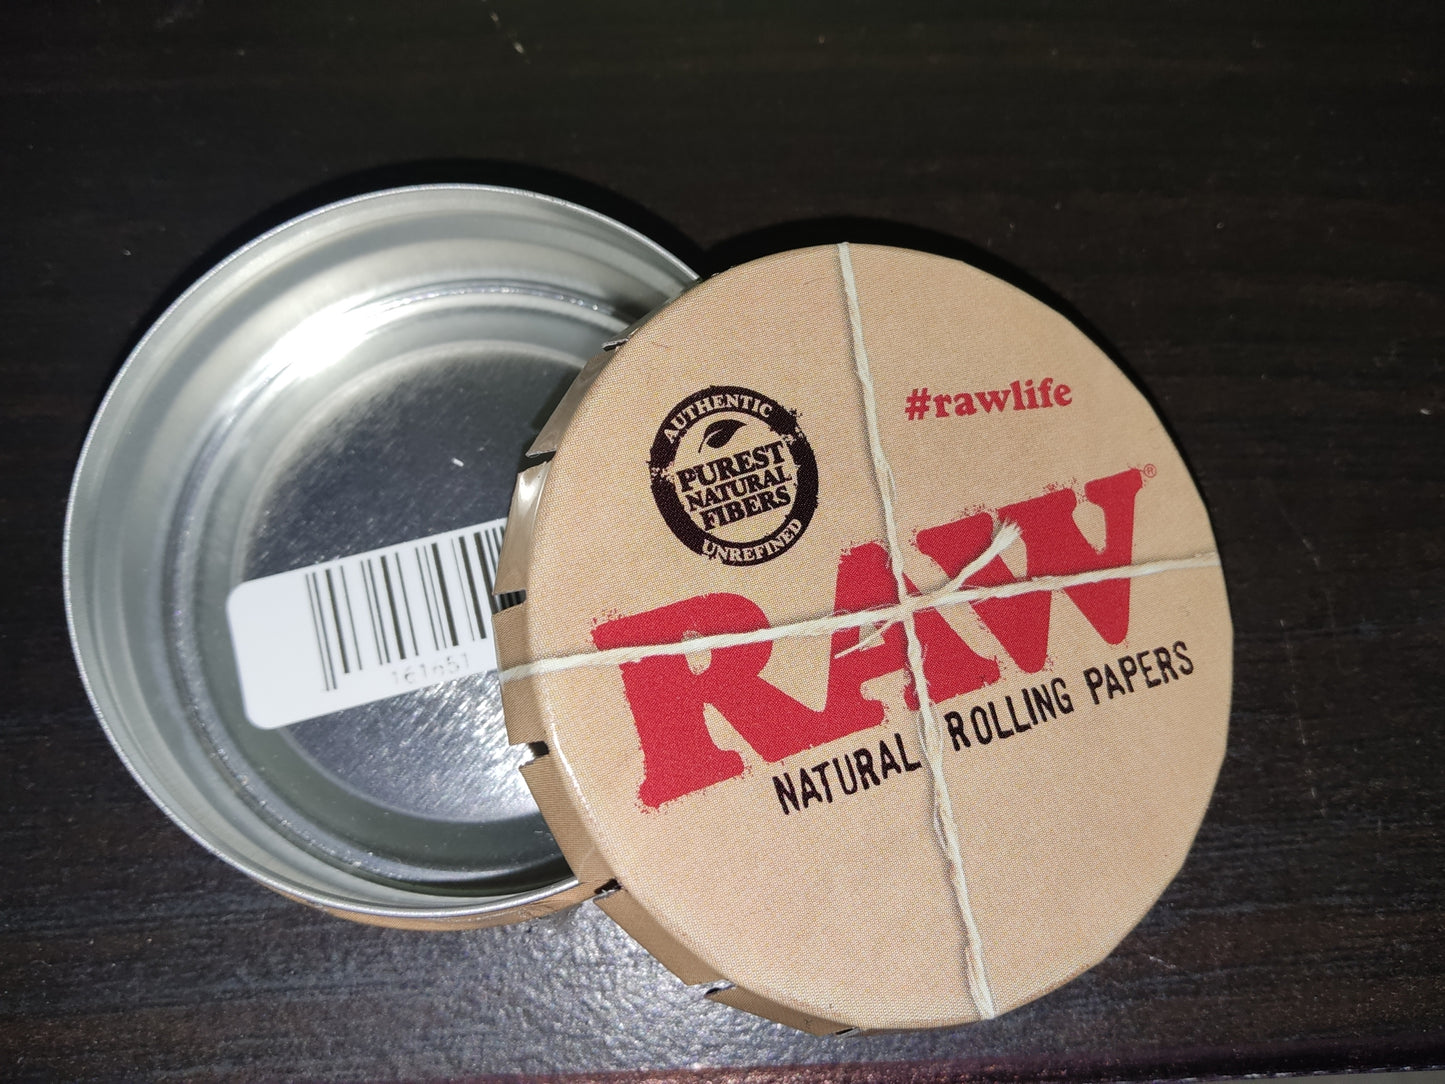 AUTHENTIC
PUREST
NATURAL
FIBERS
UNREFINED
#rawlife
RAW®
NATURAL ROLLING PAPERS